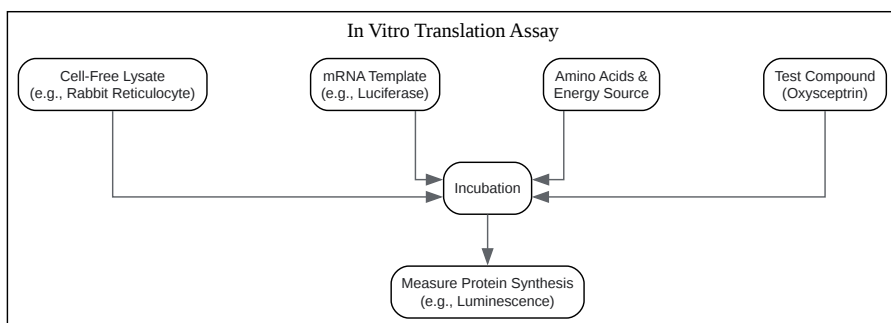 In Vitro Translation Assay
Cell-Free Lysate
(e.g., Rabbit Reticulocyte)
mRNA Template
(e.g., Luciferase)
Amino Acids &
Energy Source
Test Compound
(Oxysceptrin)
Incubation
Measure Protein Synthesis
(e.g., Luminescence)